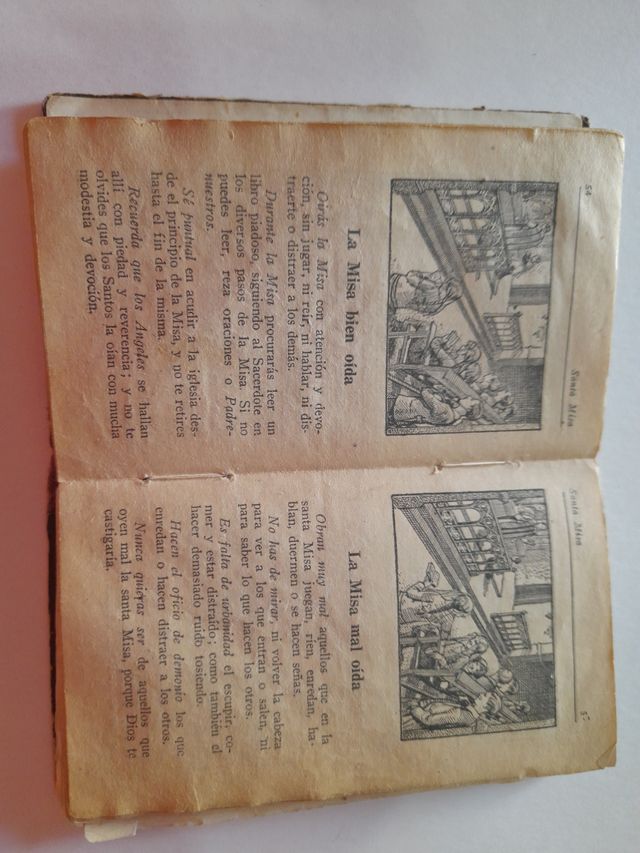 54 Santa Misa
La Misa bien oída
Oirás la Misa con atención y devo-
ción, sin jugar, ni reir, ni hablar, ni dis-
traerte o distraer a los demás.
Durante la Misa procurarás leer un
libro piadoso, siguiendo al Sacerdote en
los diversos pasos de la Misa. Si no
puedes leer, reza oraciones o Padre-
nuestros.
Sé puntual en acudir a la iglesia des-
de el principio de la Misa, y no te retires
hasta el fin de la misma.
Recuerda que los Angeles se hallan
allí con piedad y reverencia; y no te
olvides que los Santos la oían con mucha
modestia y devoción.
Santa Misa
La Misa mal oída
Obran muy mal aquellos que en la
santa Misa juegan, rien, enredan, ha-
blan, duermen o se hacen señas.
No has de mirar, ni volver la cabeza
para ver a los que entran o salen, ni
para saber lo que hacen los otros.
Es falta de urbanidad el escupir, co-
mer y estar distraído; como también el
hacer demasiado ruido tosiendo.
Hacen el oficio de demonio los que
enredan o hacen distraer a los otros.
Nunca quieras ser de aquellos que
oyen mal la santa Misa, porque Dios te
castigaría.